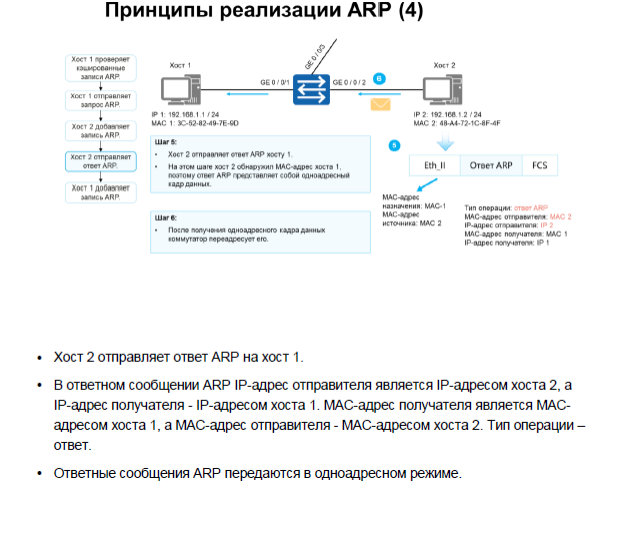 Принципы реализации ARP (4)
Хост 1 проверяет
кэшированные
записи ARP.
Хост 1 отправляет
запрос ARP.
Хост 2 добавляет
запись ARP.
Хост 2 отправляет
ответ ARP.
Хост 1 добавляет
запись ARP.
Хост 1
GE 0 / 0/1
GE 0 / 0/3
GE 0 / 0/2
6
Хост 2
IP 1: 192.168.1.1 / 24
MAC 1: 3C-52-82-49-7E-9D
IP 2: 192.168.1.2 / 24
MAC 2: 48-A4-72-1C-8F-4F
Шаг 5:
• Хост 2 отправляет ответ ARP хосту 1.
• На этом шаге хост 2 обнаружил MAC-адрес хоста 1,
поэтому ответ ARP представляет собой одноадресный
кадр данных.
Шаг 6:
• После получения одноадресного кадра данных
коммутатор переадресует его.
5
Eth_II
Ответ ARP
FCS
MAC-адрес
назначения: MAC-1
MAC-адрес
источника: MAC 2
Тип операции: ответ ARP
MAC-адрес отправителя: MAC 2
IP-адрес отправителя: IP 2
MAC-адрес получателя: MAC 1
IP-адрес получателя: IP 1
• Хост 2 отправляет ответ ARP на хост 1.
• В ответном сообщении ARP IP-адрес отправителя является IP-адресом хоста 2, а
IP-адрес получателя - IP-адресом хоста 1. MAC-адрес получателя является MAC-
адресом хоста 1, а MAC-адрес отправителя - MAC-адресом хоста 2. Тип операции –
ответ.
• Ответные сообщения ARP передаются в одноадресном режиме.